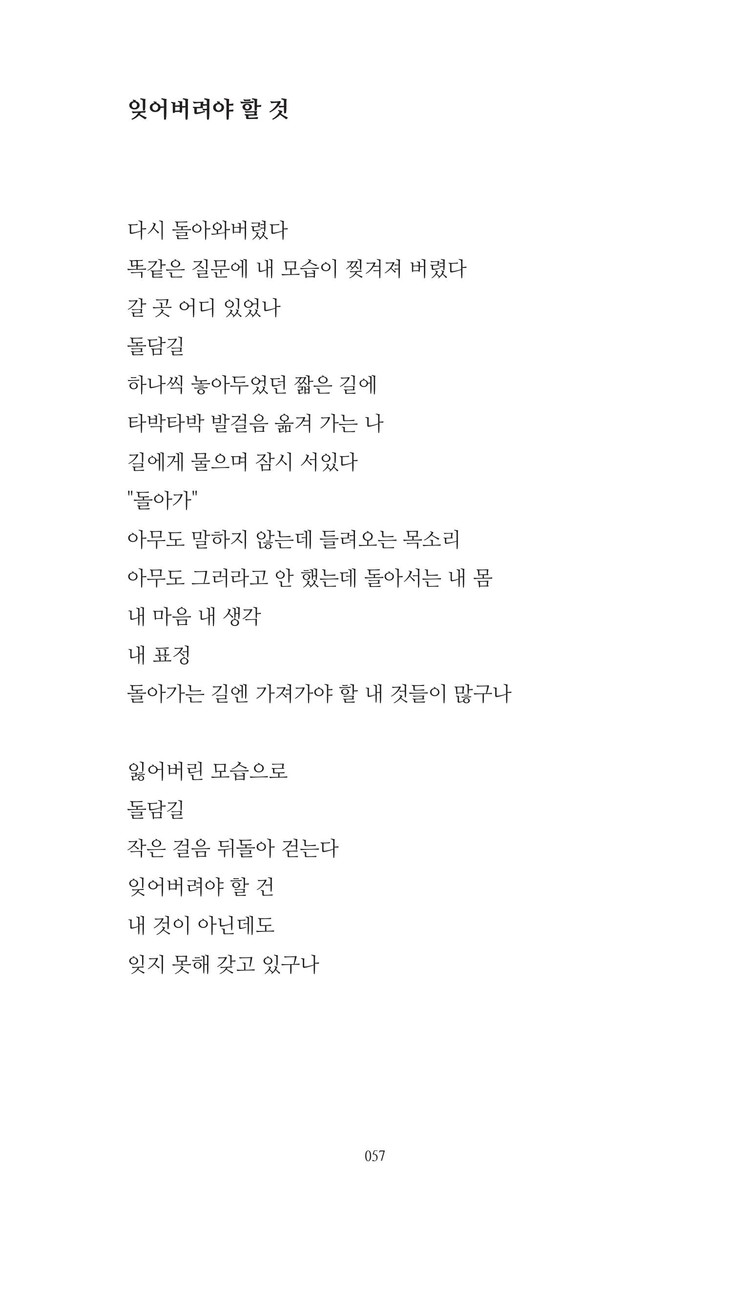 잊어버려야 할 것
다시 돌아와버렸다
똑같은 질문에 내 모습이 찢겨져 버렸다
갈 곳 어디 있었나
돌담길
하나씩 놓아두었던 짧은 길에
타박타박 발걸음 옮겨 가는 나
길에게 물으며 잠시 서있다
"돌아가"
아무도 말하지 않는데 들려오는 목소리
아무도 그러라고 안 했는데 돌아서는 내 몸
내 마음 내 생각
내 표정
돌아가는 길엔 가져가야 할 내 것들이 많구나
잃어버린 모습으로
돌담길
작은 걸음 뒤돌아 걷는다
잊어버려야 할 건
내 것이 아닌데도
잊지 못해 갖고 있구나
057